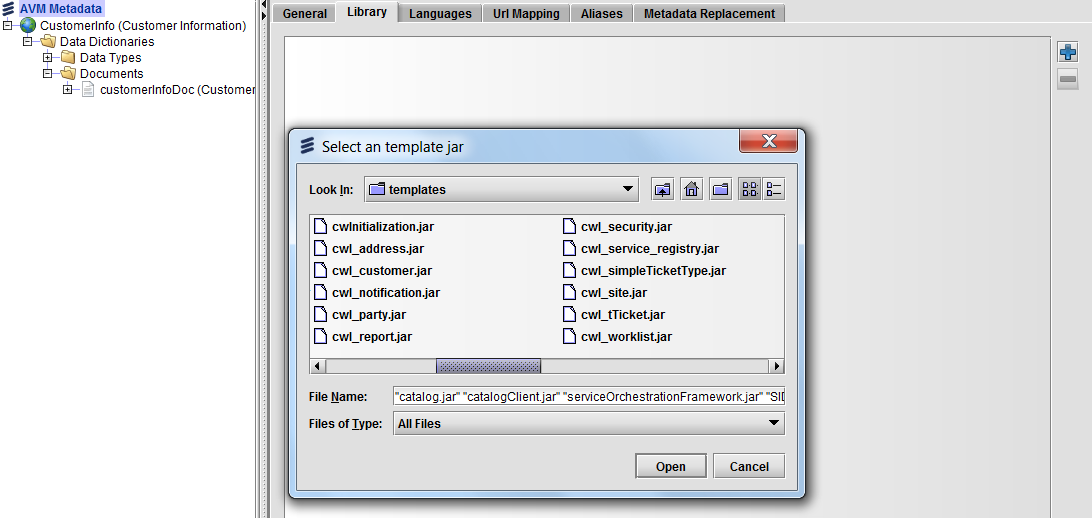 AVM Metadata
CustomerInfo (Customer Information)
Data Dictionaries
Data Types
Documents
customerInfoDoc (Customer
General Library Languages Url Mapping Aliases Metadata Replacement
Select an template jar
Look In: templates
cwInitialization.jar
cwl_address.jar
cwl_customer.jar
cwl_notification.jar
cwl_party.jar
cwl_report.jar
cwl_security.jar
cwl_service_registry.jar
cwl_simpleTicketType.jar
cwl_site.jar
cwl_tTicket.jar
cwl_worklist.jar
File Name: "catalog.jar" "catalogClient.jar" "serviceOrchestrationFramework.jar" "SID
Files of Type: All Files
Open Cancel